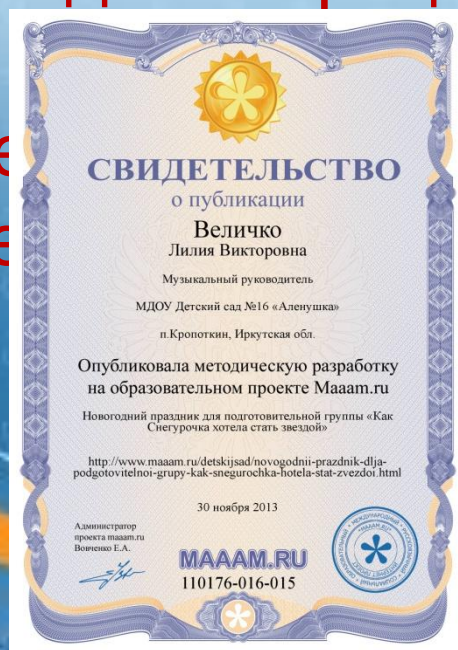 СВИДЕТЕЛЬСТВО
о публикации
Величко
Лилия Викторовна
Музыкальный руководитель
МДОУ Детский сад №16 «Аленушка»
п.Кропоткин, Иркутская обл.
Опубликовала методическую разработку
на образовательном проекте Maaam.ru
Новогодний праздник для подготовительной группы «Как
Снегурочка хотела стать звездой»
http://www.maaam.ru/detskijsad/novogodnii-prazdnik-dlja-
podgotovitelnoi-grupy-kak-snegurochka-hotela-stat-zvezdoi.html
30 ноября 2013
Администратор
проекта maaam.ru
Вовченко Е.А.
MAAAM.RU
110176-016-015